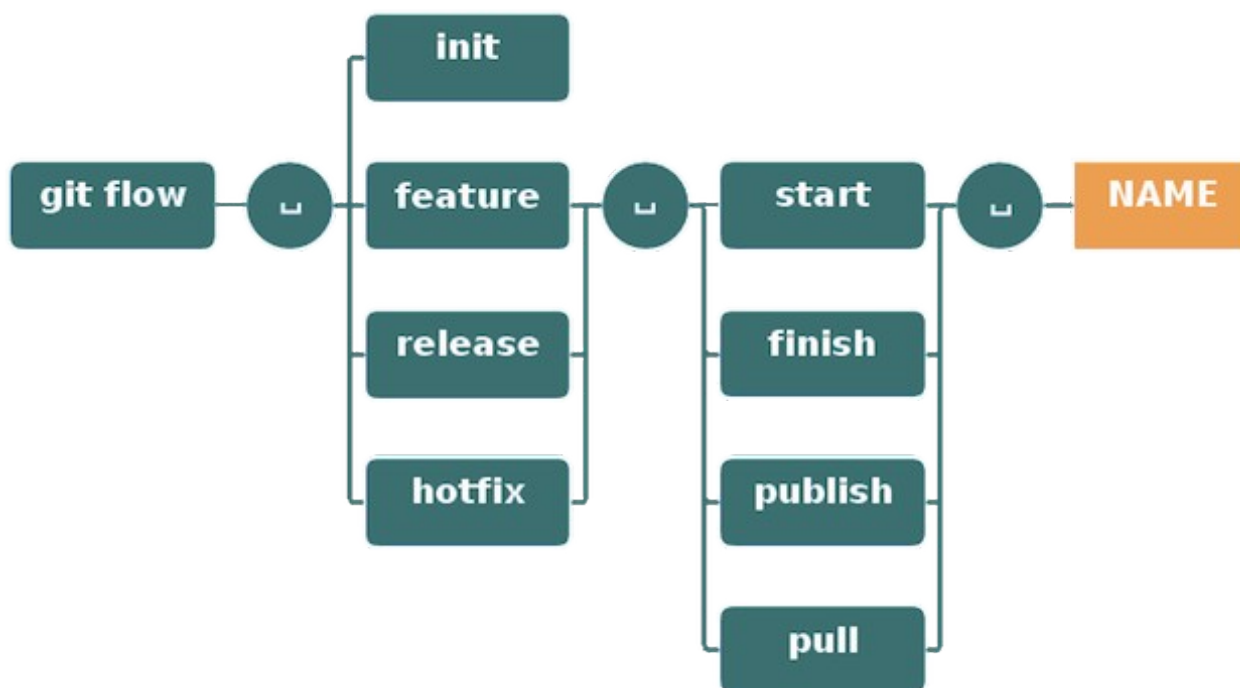 init
git flow ␣ feature ␣ start ␣ NAME
release finish
hotfix publish
pull